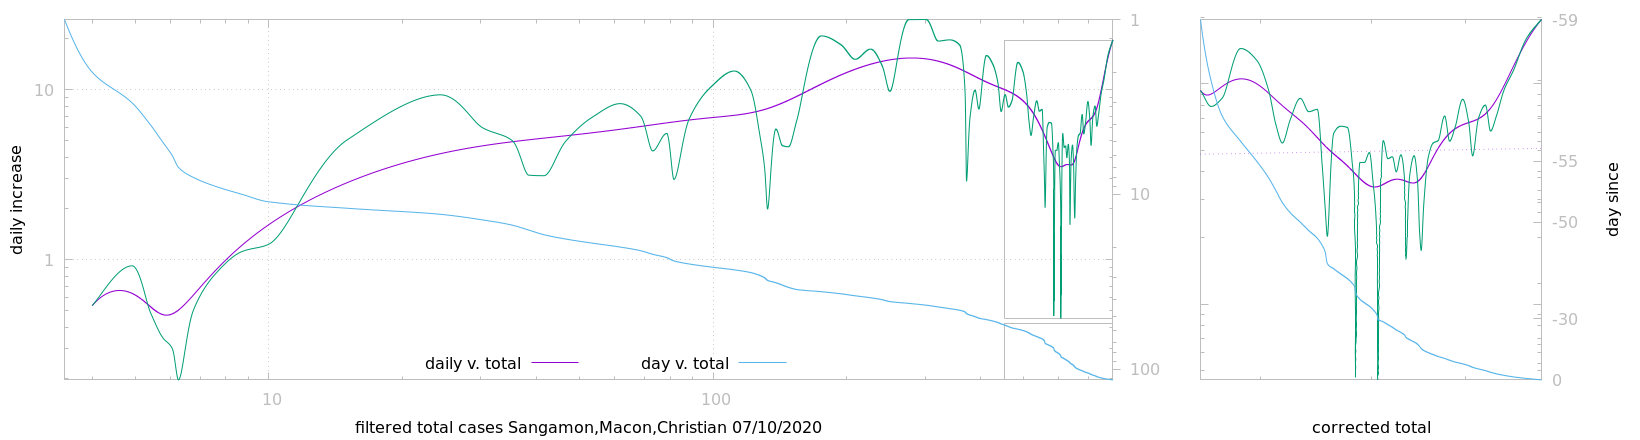 daily increase
10
1
1
10
100
daily v. total
day v. total
10
100
filtered total cases Sangamon,Macon,Christian 07/10/2020
-59
-55
-50
-30
0
day since
corrected total